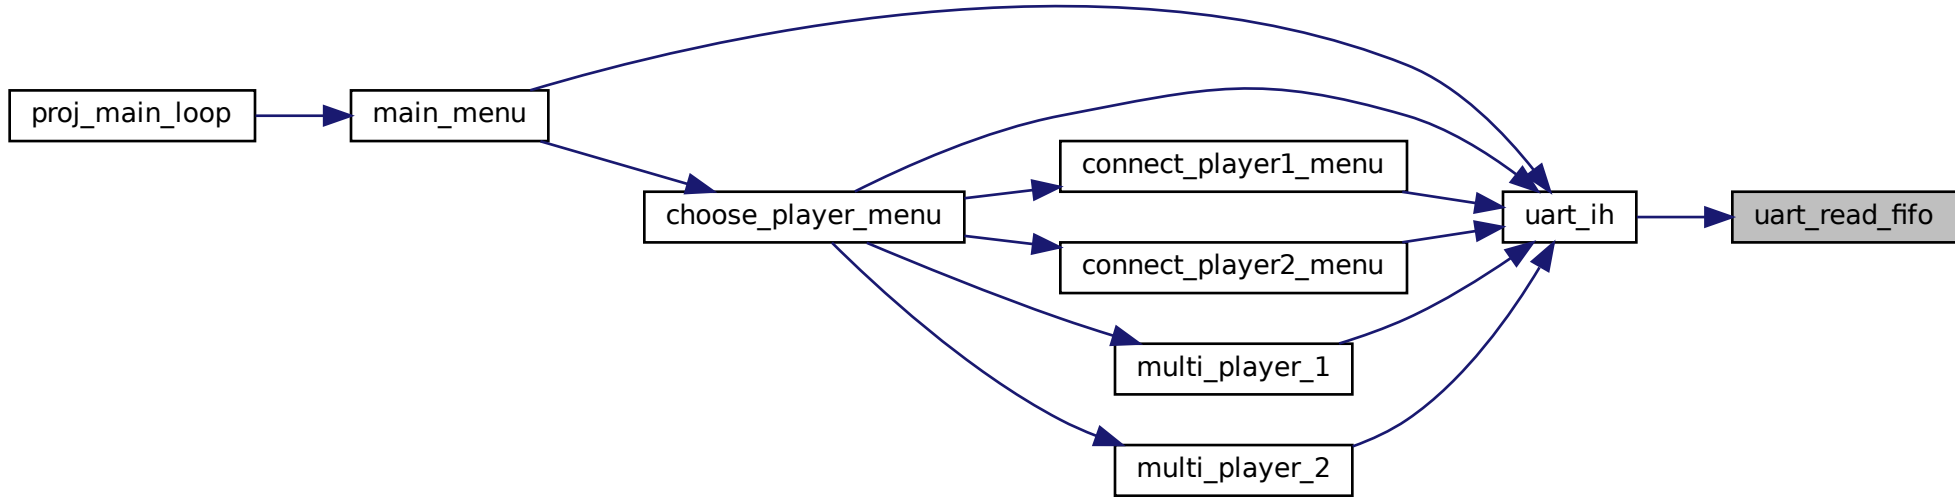 proj_main_loop
main_menu
choose_player_menu
connect_player1_menu
connect_player2_menu
multi_player_1
multi_player_2
uart_ih
uart_read_fifo